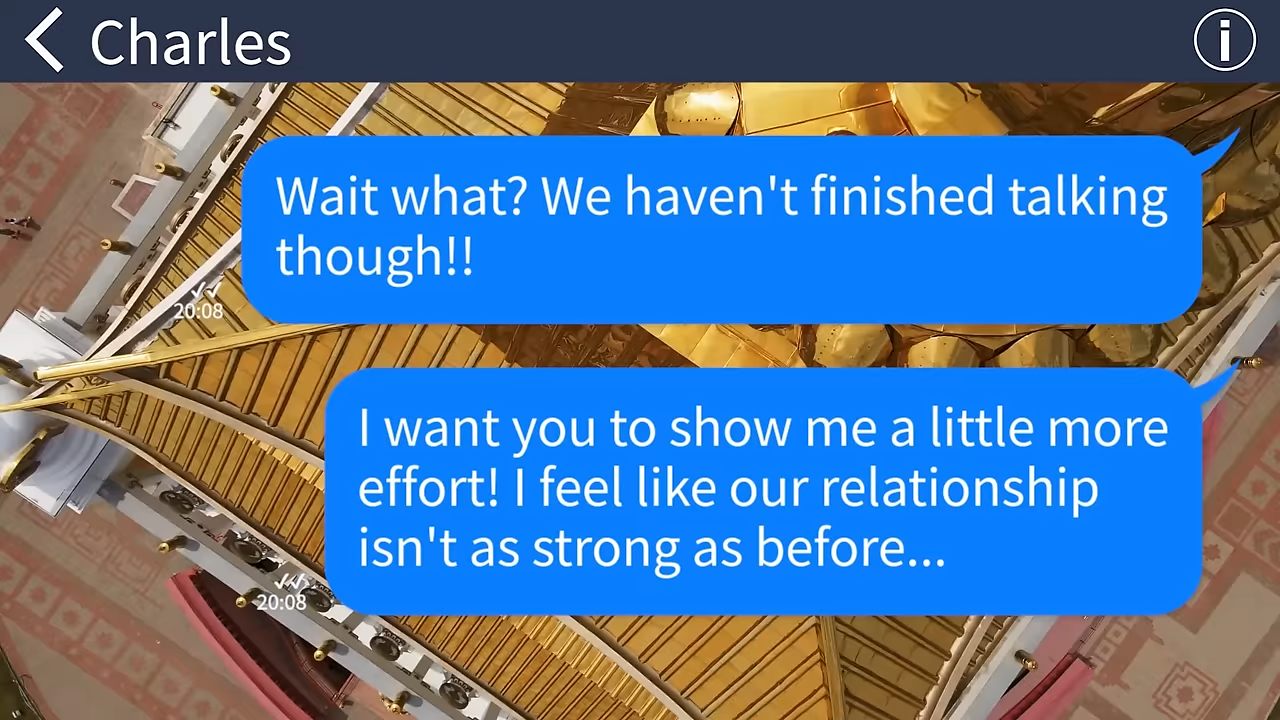 Charles
Wait what? We haven't finished talking
though!!
20:08
I want you to show me a little more
effort! I feel like our relationship
isn't as strong as before...
20:08